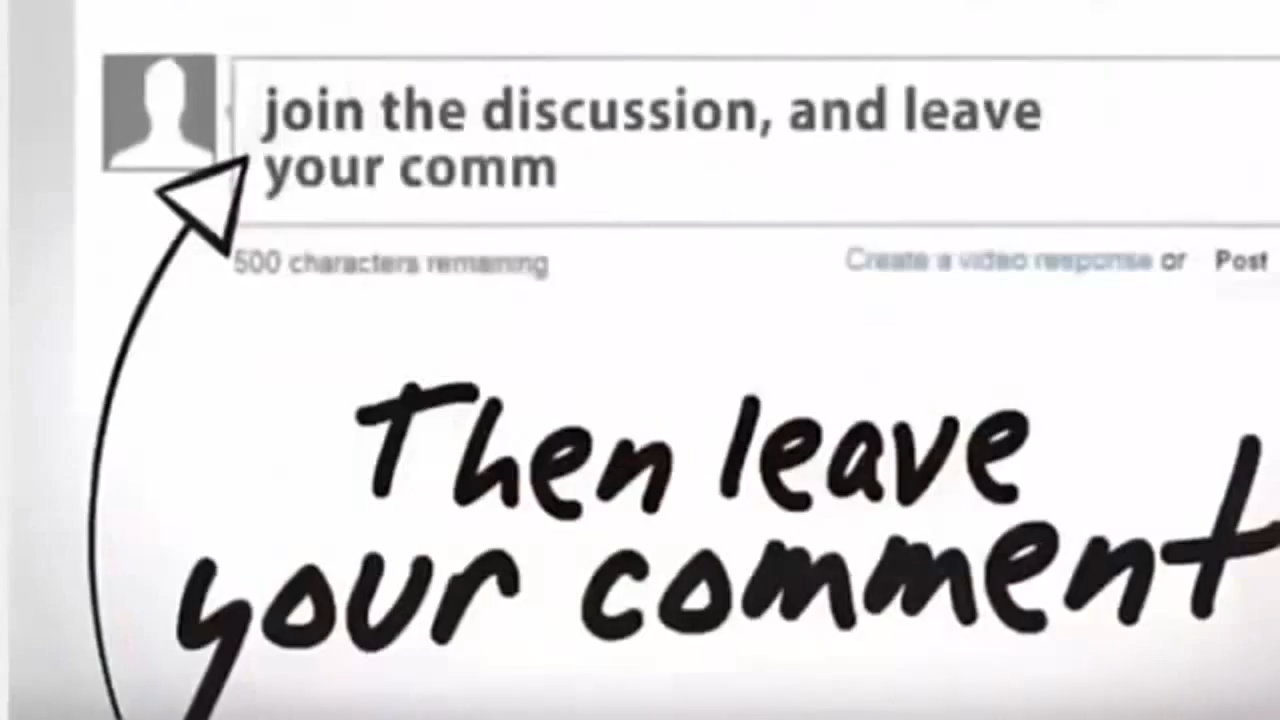 join the discussion, and leave
your comm
500 characters remaining
Create a video response or Post
Then leave
your comment